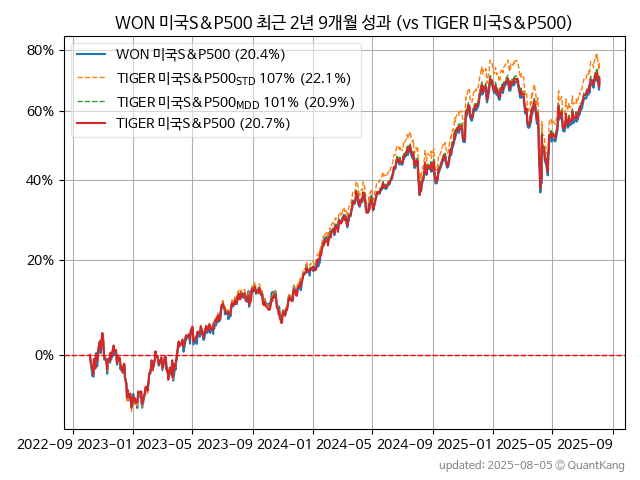 WON 미국S&P500 최근 2년 9개월 성과 (vs TIGER 미국S&P500)
80%
60%
40%
20%
0%
WON 미국S&P500 (20.4%)
TIGER 미국S&P500STD 107% (22.1%)
TIGER 미국S&P500MDD 101% (20.9%)
TIGER 미국S&P500 (20.7%)
2022-09 2023-01 2023-05 2023-09 2024-01 2024-05 2024-09 2025-01 2025-05 2025-09
updated: 2025-08-05 © QuantKang